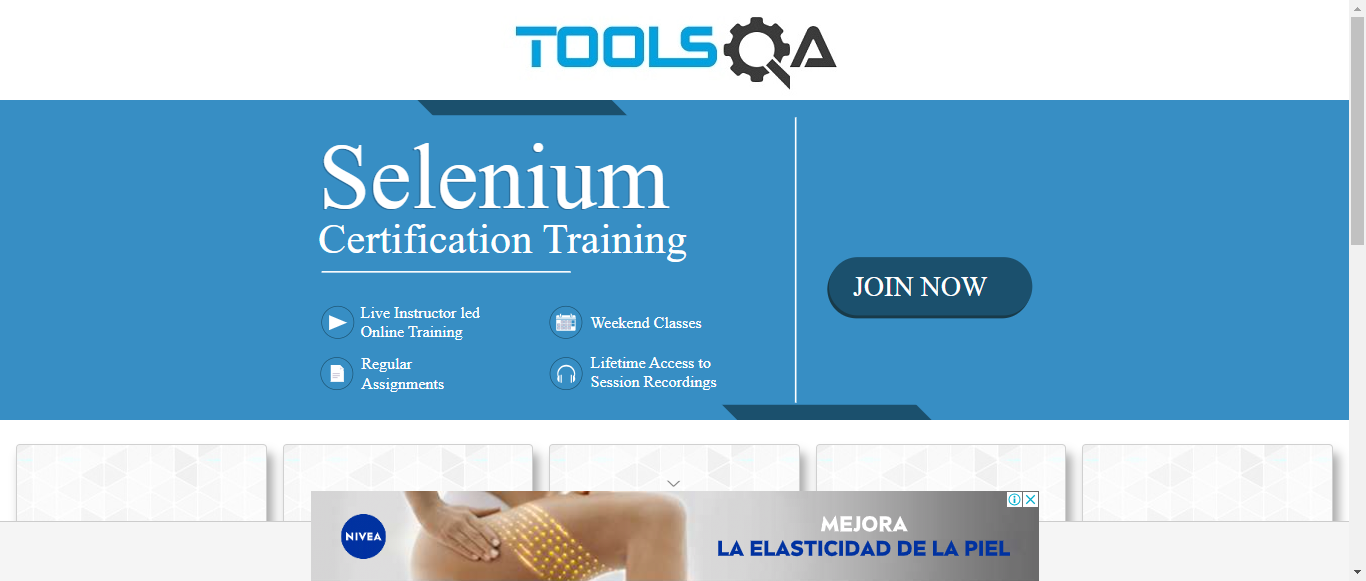 TOOLSQA
Selenium
Certification Training
Live Instructor led
Online Training
Weekend Classes
Regular
Assignments
Lifetime Access to
Session Recordings
JOIN NOW
NIVEA
MEJORA
LA ELASTICIDAD DE LA PIEL